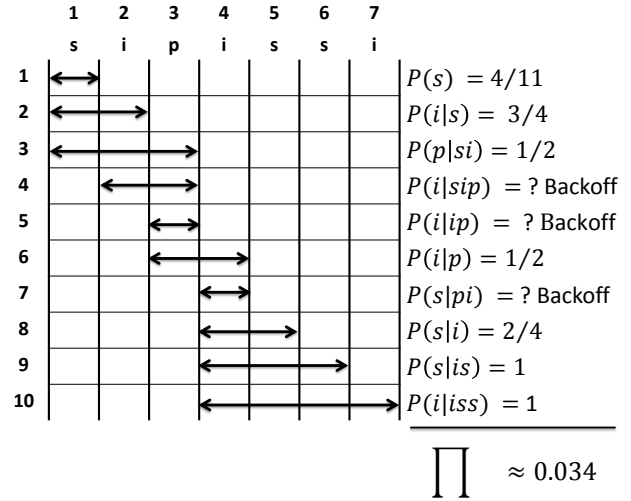 1 2 3 4 5 6 7
s i p i s s i
1 P(s) = 4/11
2 P(i|s) = 3/4
3 P(p|si) = 1/2
4 P(i|sip) = ? Backoff
5 P(i|ip) = ? Backoff
6 P(i|p) = 1/2
7 P(s|pi) = ? Backoff
8 P(s|i) = 2/4
9 P(s|is) = 1
10 P(i|iss) = 1
∏ ≈ 0.034